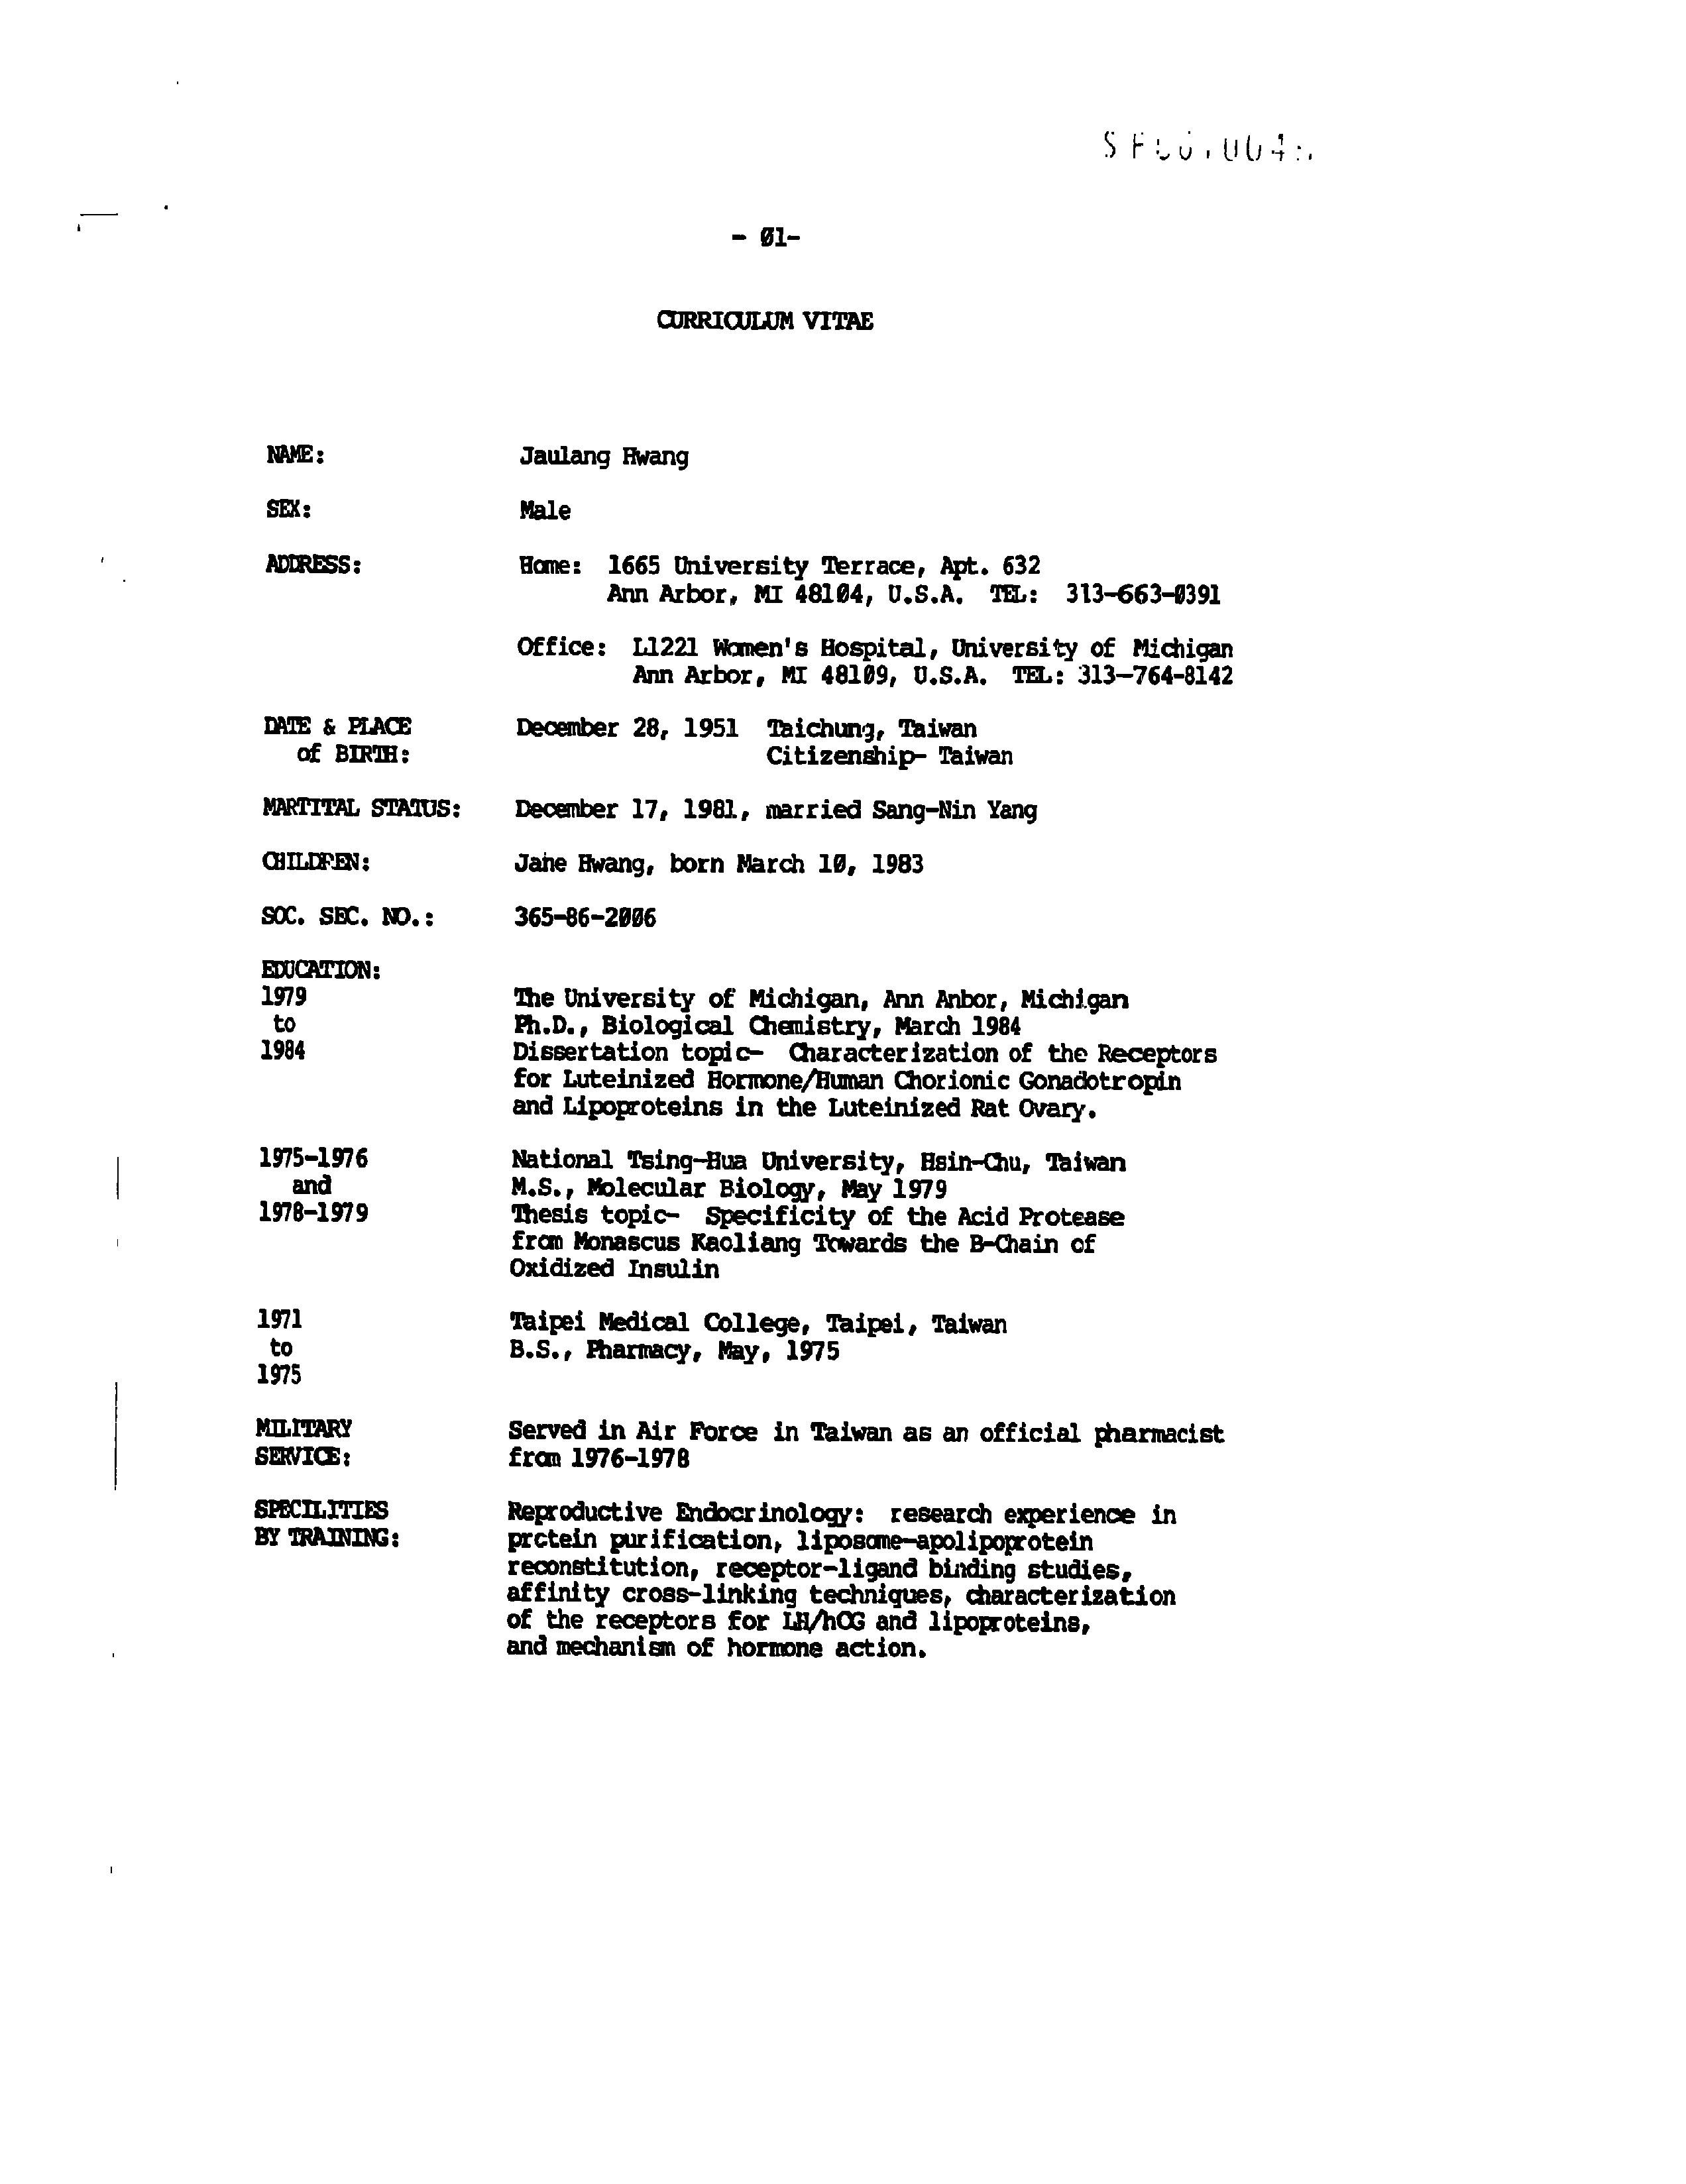 - 01-
CURRICULUM VITAE
NAME: Jaulang Hwang
SEX: Male
ADDRESS: Home: 1665 University Terrace, Apt. 632
Ann Arbor, MI 48104, U.S.A. TEL: 313-663-0391
Office: L1221 Women's Hospital, University of Michigan
Ann Arbor, MI 48109, U.S.A. TEL: 313-764-8142
DATE & PLACE December 28, 1951 Taichung, Taiwan
of BIRTH: Citizenship- Taiwan
MARTITAL STATUS: December 17, 1981, married Sang-Nin Yang
CHILDREN: Jane Hwang, born March 10, 1983
SOC. SEC. NO.: 365-86-2006
EDUCATION:
1979 The University of Michigan, Ann Anbor, Michigan
to Ph.D., Biological Chemistry, March 1984
1984 Dissertation topic- Characterization of the Receptors
for Luteinized Hormone/Human Chorionic Gonadotropin
and Lipoproteins in the Luteinized Rat Ovary.
1975-1976 National Tsing-Hua University, Hsin-Chu, Taiwan
and M.S., Molecular Biology, May 1979
1978-1979 Thesis topic- Specificity of the Acid Protease
from Monascus Kaoliang Towards the B-Chain of
Oxidized Insulin
1971 Taipei Medical College, Taipei, Taiwan
to B.S., Pharmacy, May, 1975
1975
MILITARY Served in Air Force in Taiwan as an official pharmacist
SERVICE: from 1976-1978
SPECILITIES Reproductive Endocrinology: research experience in
BY TRAINING: protein purification, liposome-apolipoprotein
reconstitution, receptor-ligand binding studies,
affinity cross-linking techniques, characterization
of the receptors for LH/hCG and lipoproteins,
and mechanism of hormone action.